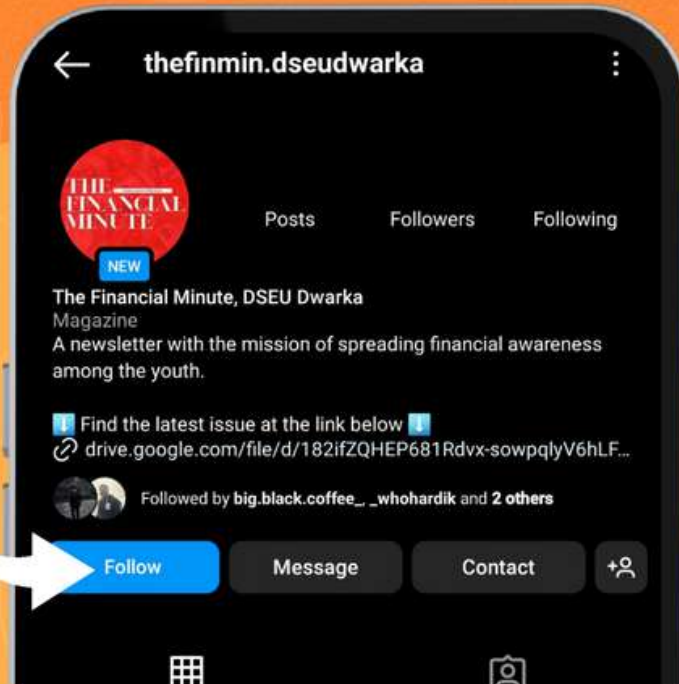 thefinmin.dseudwarka
THE
FINANCIAL
MINUTE
NEW
Posts Followers Following
The Financial Minute, DSEU Dwarka
Magazine
A newsletter with the mission of spreading financial awareness
among the youth.
⬇️ Find the latest issue at the link below ⬇️
drive.google.com/file/d/182ifZQHEP681Rdvx-sowpqlyV6hLF...
Followed by big.black.coffee_, _whohardik and 2 others
Follow Message Contact